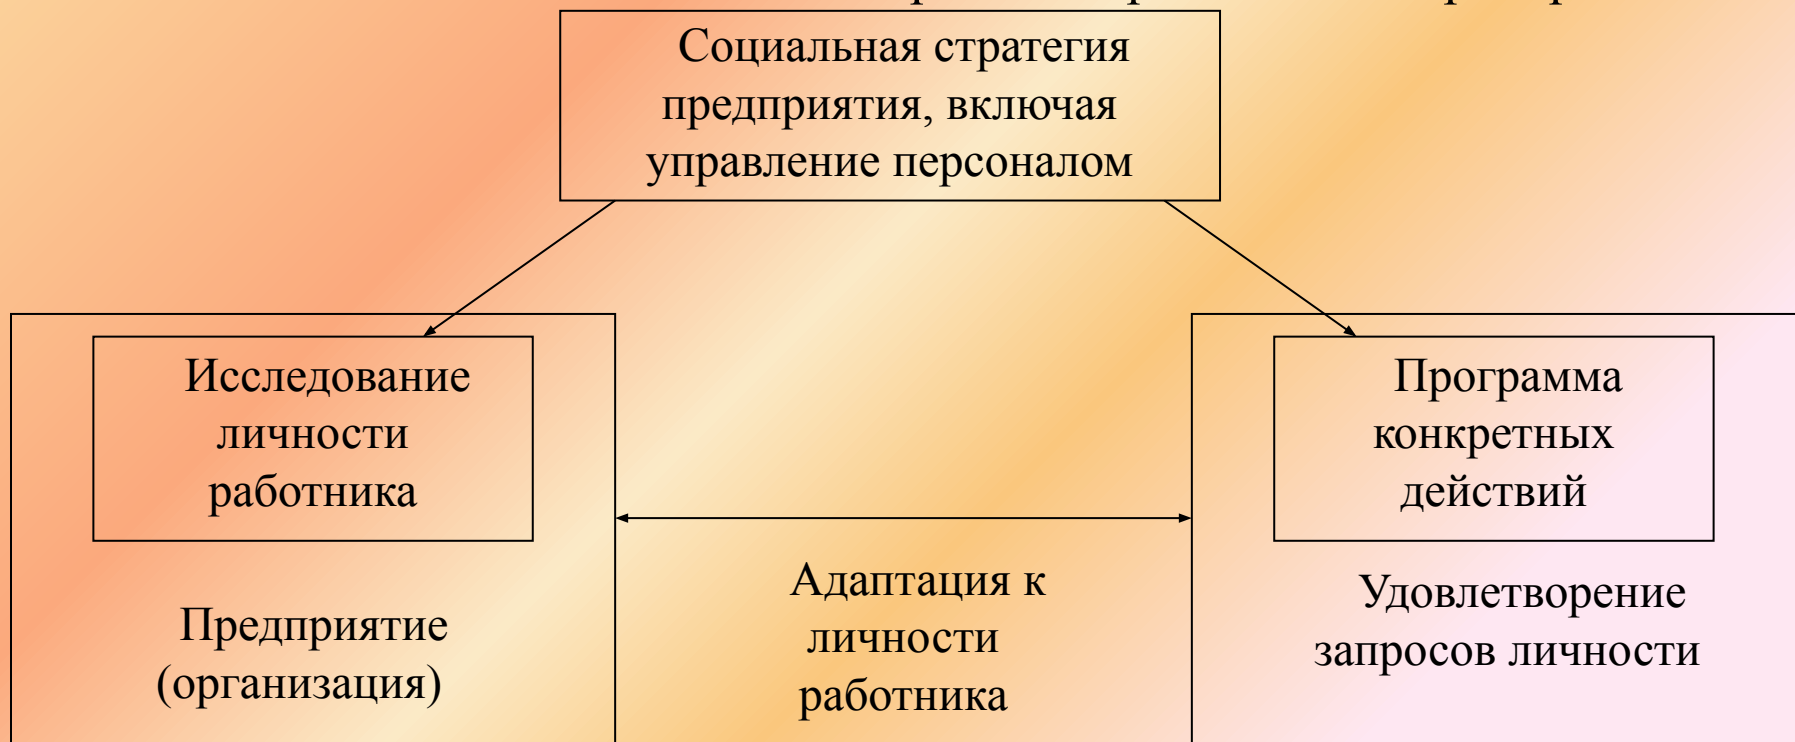 Социальная стратегия
предприятия, включая
управление персоналом
Исследование
личности
работника
Программа
конкретных
действий
Предприятие
(организация)
Адаптация к
личности
работника
Удовлетворение
запросов личности